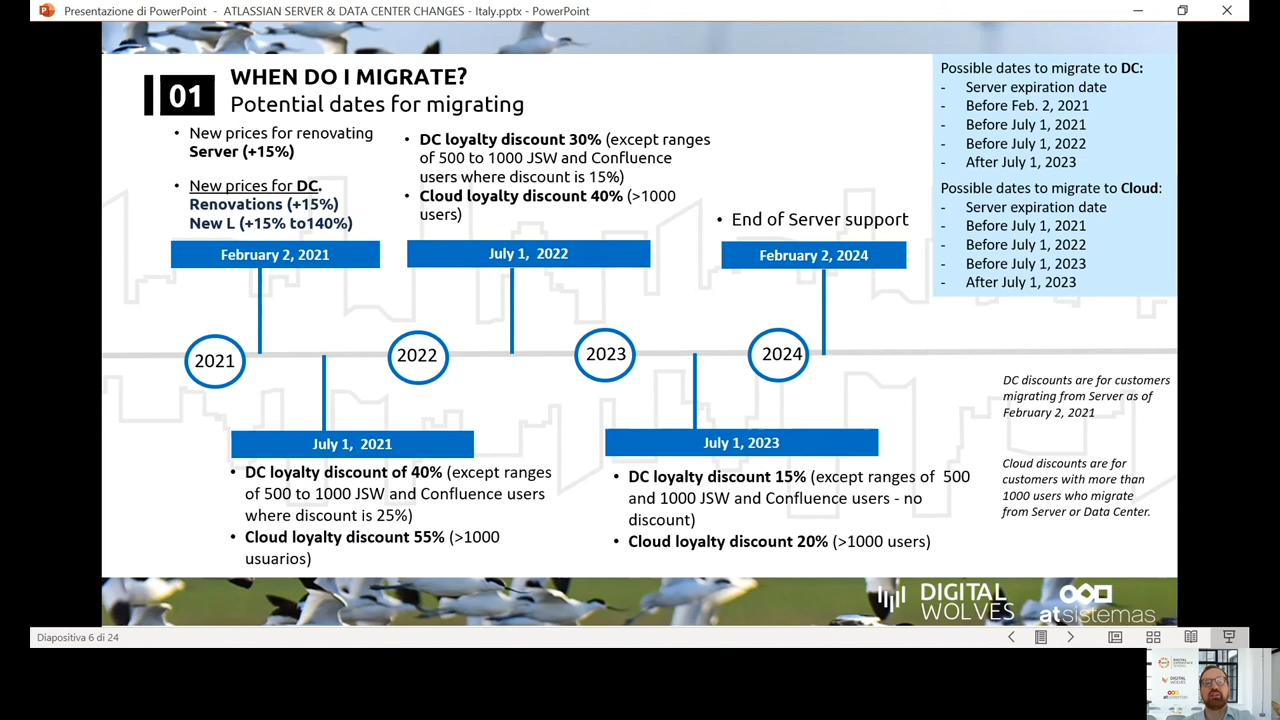 Presentazione di PowerPoint - ATLASSIAN SERVER & DATA CENTER CHANGES - Italy.pptx - PowerPoint
01
WHEN DO I MIGRATE?
Potential dates for migrating
• New prices for renovating
Server (+15%)
• New prices for DC.
Renovations (+15%)
New L (+15% to140%)
February 2, 2021
• DC loyalty discount 30% (except ranges
of 500 to 1000 JSW and Confluence
users where discount is 15%)
• Cloud loyalty discount 40% (>1000
users)
July 1, 2022
• End of Server support
February 2, 2024
Possible dates to migrate to DC:
- Server expiration date
- Before Feb. 2, 2021
- Before July 1, 2021
- Before July 1, 2022
- After July 1, 2023
Possible dates to migrate to Cloud:
- Server expiration date
- Before July 1, 2021
- Before July 1, 2022
- Before July 1, 2023
- After July 1, 2023
2021
2022
2023
2024
July 1, 2021
• DC loyalty discount of 40% (except ranges
of 500 to 1000 JSW and Confluence users
where discount is 25%)
• Cloud loyalty discount 55% (>1000
usuarios)
July 1, 2023
• DC loyalty discount 15% (except ranges of 500
and 1000 JSW and Confluence users - no
discount)
• Cloud loyalty discount 20% (>1000 users)
DC discounts are for customers
migrating from Server as of
February 2, 2021
Cloud discounts are for
customers with more than
1000 users who migrate
from Server or Data Center.
DIGITAL
WOLVES
atsistemas
Diapositiva 6 di 24
DIGITAL
WOLVES
atsistemas